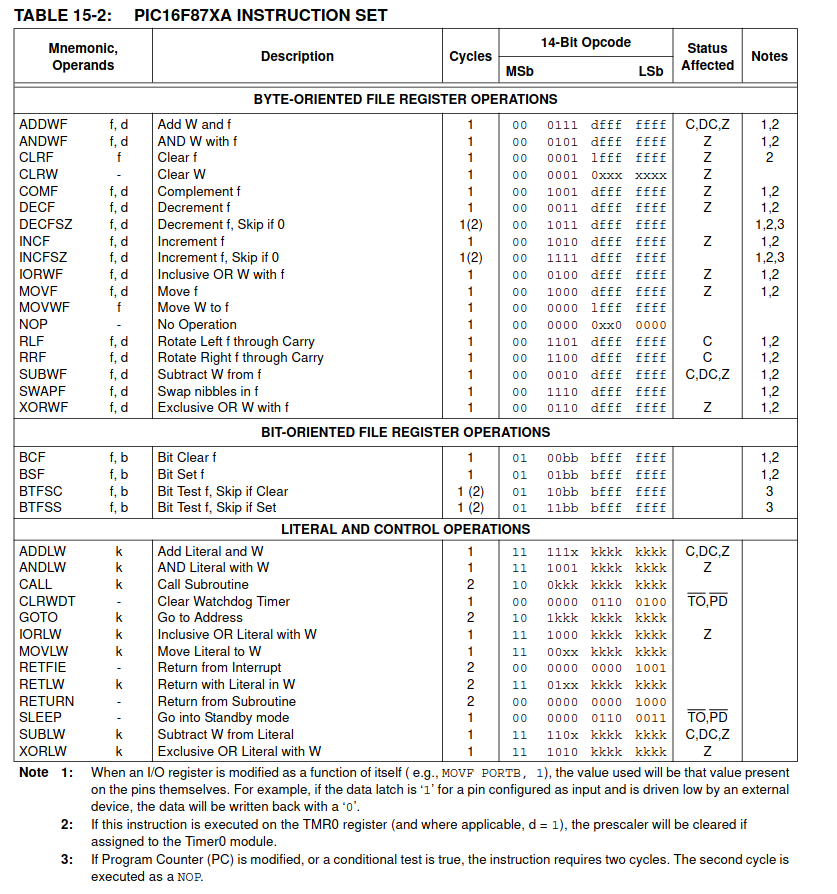 TABLE 15-2: PIC16F87XA INSTRUCTION SET
Mnemonic, Operands Description Cycles 14-Bit Opcode Status Affected Notes
MSb LSb
BYTE-ORIENTED FILE REGISTER OPERATIONS
ADDWF f, d Add W and f 1 00 0111 dfff ffff C,DC,Z 1,2
ANDWF f, d AND W with f 1 00 0101 dfff ffff Z 1,2
CLRF f Clear f 1 00 0001 lfff ffff Z 2
CLRW - Clear W 1 00 0001 0xxx xxxx Z
COMF f, d Complement f 1 00 1001 dfff ffff Z 1,2
DECF f, d Decrement f 1 00 0011 dfff ffff Z 1,2
DECFSZ f, d Decrement f, Skip if 0 1(2) 00 1011 dfff ffff 1,2,3
INCF f, d Increment f 1 00 1010 dfff ffff Z 1,2
INCFSZ f, d Increment f, Skip if 0 1(2) 00 1111 dfff ffff 1,2,3
IORWF f, d Inclusive OR W with f 1 00 0100 dfff ffff Z 1,2
MOVF f, d Move f 1 00 1000 dfff ffff Z 1,2
MOVWF f Move W to f 1 00 0000 lfff ffff
NOP - No Operation 1 00 0000 0xx0 0000
RLF f, d Rotate Left f through Carry 1 00 1101 dfff ffff C 1,2
RRF f, d Rotate Right f through Carry 1 00 1100 dfff ffff C 1,2
SUBWF f, d Subtract W from f 1 00 0010 dfff ffff C,DC,Z 1,2
SWAPF f, d Swap nibbles in f 1 00 1110 dfff ffff 1,2
XORWF f, d Exclusive OR W with f 1 00 0110 dfff ffff Z 1,2
BIT-ORIENTED FILE REGISTER OPERATIONS
BCF f, b Bit Clear f 1 01 00bb bfff ffff 1,2
BSF f, b Bit Set f 1 01 01bb bfff ffff 1,2
BTFSC f, b Bit Test f, Skip if Clear 1 (2) 01 10bb bfff ffff 3
BTFSS f, b Bit Test f, Skip if Set 1 (2) 01 11bb bfff ffff 3
LITERAL AND CONTROL OPERATIONS
ADDLW k Add Literal and W 1 11 111x kkkk kkkk C,DC,Z
ANDLW k AND Literal with W 1 11 1001 kkkk kkkk Z
CALL k Call Subroutine 2 10 0kkk kkkk kkkk
CLRWDT - Clear Watchdog Timer 1 00 0000 0110 0100 T̅O̅,P̅D̅
GOTO k Go to Address 2 10 1kkk kkkk kkkk
IORLW k Inclusive OR Literal with W 1 11 1000 kkkk kkkk Z
MOVLW k Move Literal to W 1 11 00xx kkkk kkkk
RETFIE - Return from Interrupt 2 00 0000 0000 1001
RETLW k Return with Literal in W 2 11 01xx kkkk kkkk
RETURN - Return from Subroutine 2 00 0000 0000 1000
SLEEP - Go into Standby mode 1 00 0000 0110 0011 T̅O̅,P̅D̅
SUBLW k Subtract W from Literal 1 11 110x kkkk kkkk C,DC,Z
XORLW k Exclusive OR Literal with W 1 11 1010 kkkk kkkk Z
Note 1: When an I/O register is modified as a function of itself ( e.g., MOVF PORTB, 1), the value used will be that value present
on the pins themselves. For example, if the data latch is ‘1’ for a pin configured as input and is driven low by an external
device, the data will be written back with a ‘0’.
2: If this instruction is executed on the TMR0 register (and where applicable, d = 1), the prescaler will be cleared if
assigned to the Timer0 module.
3: If Program Counter (PC) is modified, or a conditional test is true, the instruction requires two cycles. The second cycle is
executed as a NOP.